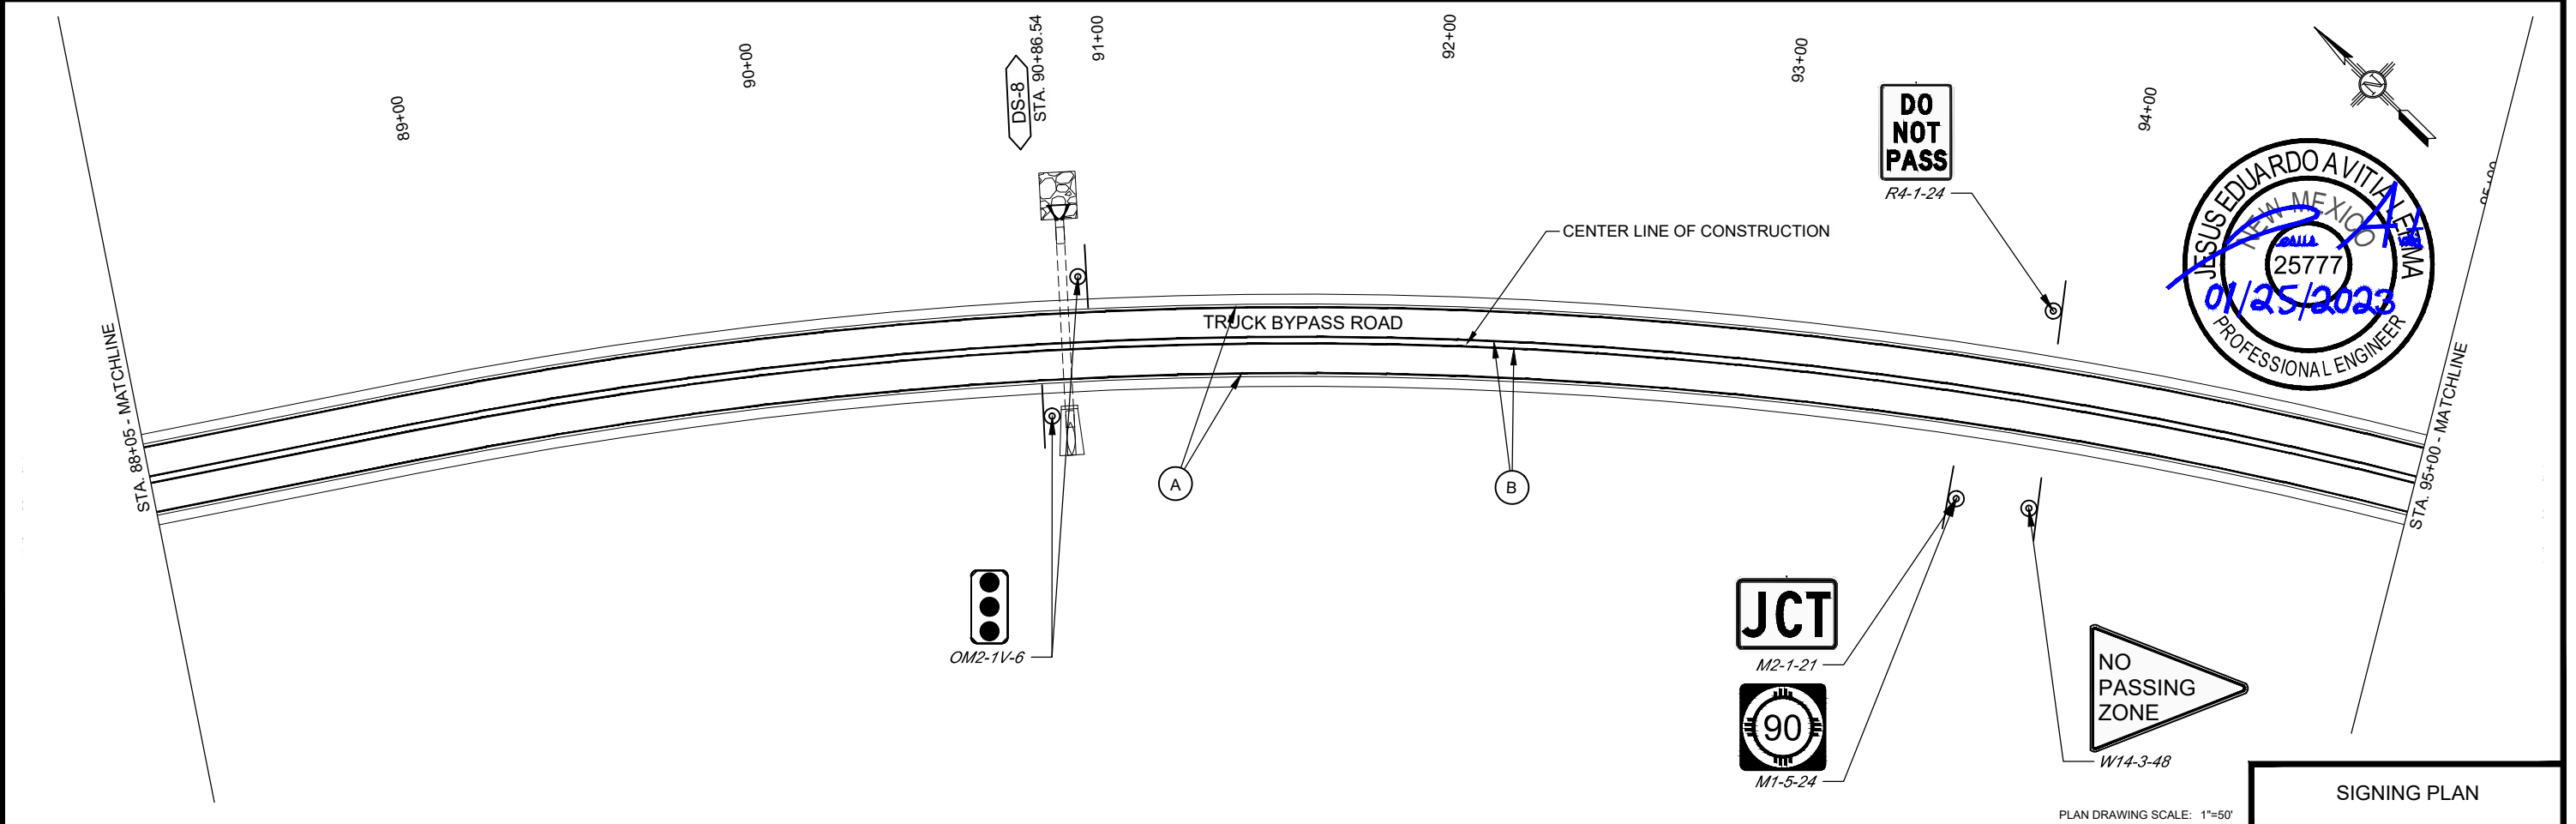 89+00
90+00
DS-8
STA. 90+86.54
91+00
92+00
93+00
94+00
95+00
DO
NOT
PASS
R4-1-24
N
JESUS EDUARDO AVITIA LERMA
NEW MEXICO
25777
01/25/2023
PROFESSIONAL ENGINEER
CENTER LINE OF CONSTRUCTION
TRUCK BYPASS ROAD
STA. 88+05 - MATCHLINE
STA. 95+00 - MATCHLINE
A
B
OM2-1V-6
JCT
M2-1-21
90
M1-5-24
NO
PASSING
ZONE
W14-3-48
SIGNING PLAN
PLAN DRAWING SCALE: 1"=50'